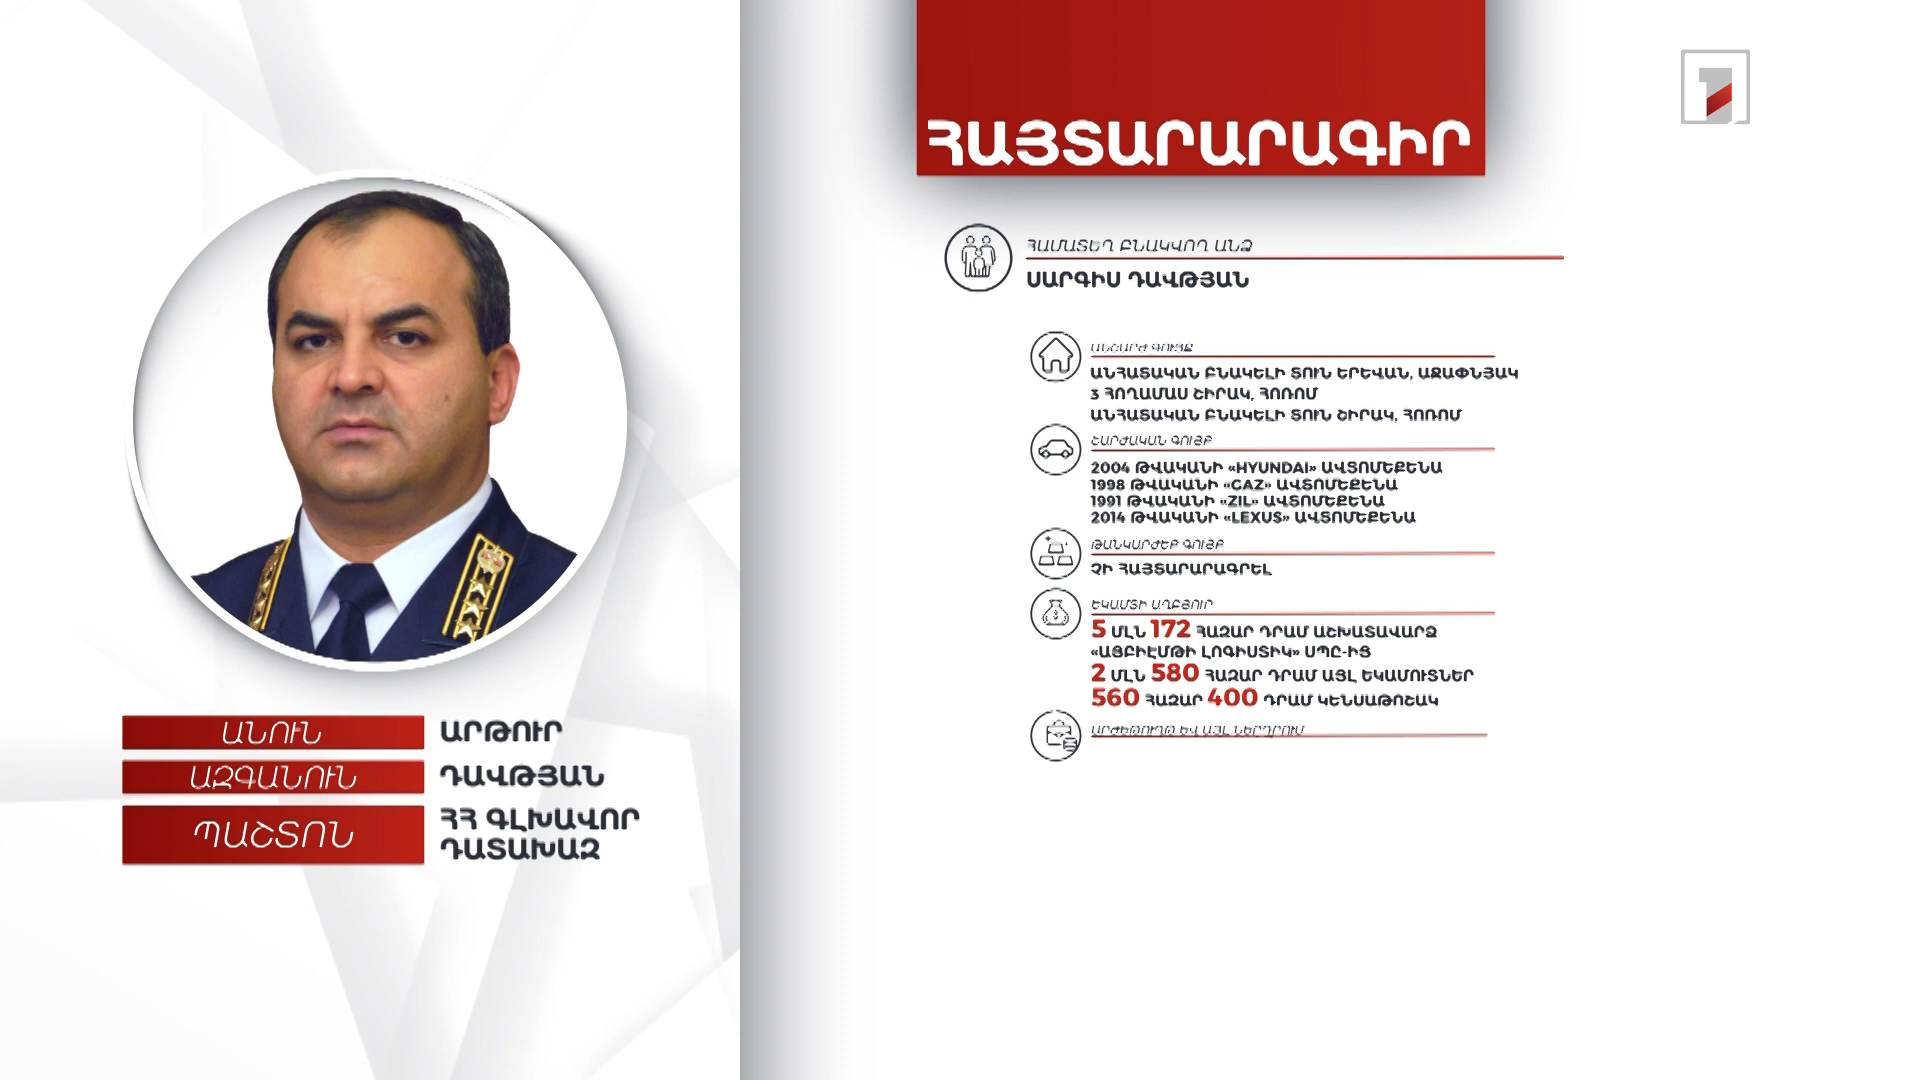 ՀԱՅՏԱՐԱՐԱԳԻՐ
ՀԱՄԱՏԵՂ ԲՆԱԿՎՈՂ ԱՆՁ
ՍԱՐԳԻՍ ԴԱՎԹՅԱՆ
ԱՆՇԱՐԺ ԳՈՒՅՔ
ԱՆՀԱՏԱԿԱՆ ԲՆԱԿԵԼԻ ՏՈՒՆ ԵՐԵՎԱՆ, ԱՋԱՓՆՅԱԿ
3 ՀՈՂԱՄԱՍ ՇԻՐԱԿ, ՀՈՌՈՄ
ԱՆՀԱՏԱԿԱՆ ԲՆԱԿԵԼԻ ՏՈՒՆ ՇԻՐԱԿ, ՀՈՌՈՄ
ՇԱՐԺԱԿԱՆ ԳՈՒՅՔ
2004 ԹՎԱԿԱՆԻ «HYUNDAI» ԱՎՏՈՄԵՔԵՆԱ
1998 ԹՎԱԿԱՆԻ «GAZ» ԱՎՏՈՄԵՔԵՆԱ
1991 ԹՎԱԿԱՆԻ «ZIL» ԱՎՏՈՄԵՔԵՆԱ
2014 ԹՎԱԿԱՆԻ «LEXUS» ԱՎՏՈՄԵՔԵՆԱ
ԹԱՆԿԱՐԺԵՔ ԳՈՒՅՔ
ՉԻ ՀԱՅՏԱՐԱՐԱԳՐԵԼ
ԵԿԱՄՏԻ ԱՂԲՅՈՒՐ
5 ՄԼՆ 172 ՀԱԶԱՐ ԴՐԱՄ ԱՇԽԱՏԱՎԱՐՁ
«ԱՅԲԻԷՄԹԻ ԼՈԳԻՍՏԻԿ» ՍՊԸ-ԻՑ
2 ՄԼՆ 580 ՀԱԶԱՐ ԴՐԱՄ ԱՅԼ ԵԿԱՄՈՒՏՆԵՐ
560 ՀԱԶԱՐ 400 ԴՐԱՄ ԿԵՆՍԱԹՈՇԱԿ
ԱՐԺԵԹՈՒՂԹ ԵՎ ԱՅԼ ՆԵՐԴՐՈՒՄ
ԱՆՈՒՆ ԱՐԹՈՒՐ
ԱԶԳԱՆՈՒՆ ԴԱՎԹՅԱՆ
ՊԱՇՏՈՆ ՀՀ ԳԼԽԱՎՈՐ
ԴԱՏԱԽԱԶ